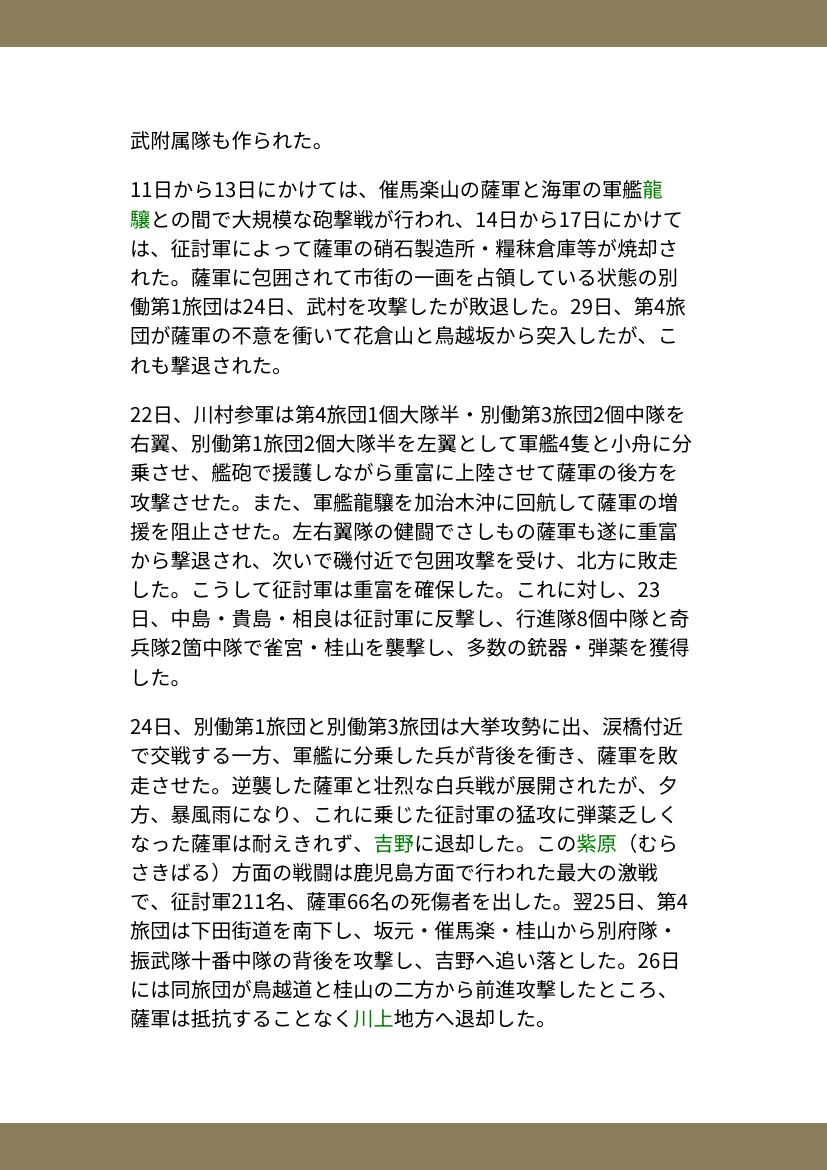 武附属隊も作られた。
11日から13日にかけては、催馬楽山の薩軍と海軍の軍艦龍
驤との間で大規模な砲撃戦が行われ、14日から17日にかけて
は、征討軍によって薩軍の硝石製造所・糧秣倉庫等が焼却さ
れた。薩軍に包囲されて市街の一画を占領している状態の別
働第1旅団は24日、武村を攻撃したが敗退した。29日、第4旅
団が薩軍の不意を衝いて花倉山と鳥越坂から突入したが、こ
れも撃退された。
22日、川村参軍は第4旅団1個大隊半・別働第3旅団2個中隊を
右翼、別働第1旅団2個大隊半を左翼として軍艦4隻と小舟に分
乗させ、艦砲で援護しながら重富に上陸させて薩軍の後方を
攻撃させた。また、軍艦龍驤を加治木沖に回航して薩軍の増
援を阻止させた。左右翼隊の健闘でさしもの薩軍も遂に重富
から撃退され、次いで磯付近で包囲攻撃を受け、北方に敗走
した。こうして征討軍は重富を確保した。これに対し、23
日、中島・貴島・相良は征討軍に反撃し、行進隊8個中隊と奇
兵隊2箇中隊で雀宮・桂山を襲撃し、多数の銃器・弾薬を獲得
した。
24日、別働第1旅団と別働第3旅団は大挙攻勢に出、涙橋付近
で交戦する一方、軍艦に分乗した兵が背後を衝き、薩軍を敗
走させた。逆襲した薩軍と壮烈な白兵戦が展開されたが、夕
方、暴風雨になり、これに乗じた征討軍の猛攻に弾薬乏しく
なった薩軍は耐えきれず、吉野に退却した。この紫原（むら
さきばる）方面の戦闘は鹿児島方面で行われた最大の激戦
で、征討軍211名、薩軍66名の死傷者を出した。翌25日、第4
旅団は下田街道を南下し、坂元・催馬楽・桂山から別府隊・
振武隊十番中隊の背後を攻撃し、吉野へ追い落とした。26日
には同旅団が鳥越道と桂山の二方から前進攻撃したところ、
薩軍は抵抗することなく川上地方へ退却した。